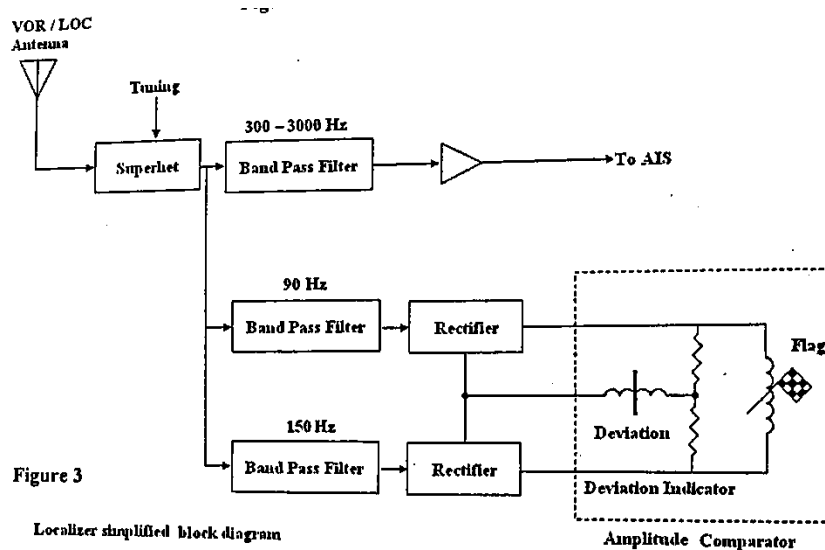 VOR / LOC
Antenna
Tuning
300 – 3000 Hz
Superhet
Band Pass Filter
To AIS
90 Hz
Band Pass Filter
Rectifier
Flag
Deviation
150 Hz
Band Pass Filter
Rectifier
Deviation Indicator
Figure 3
Localizer simplified block diagram
Amplitude Comparator